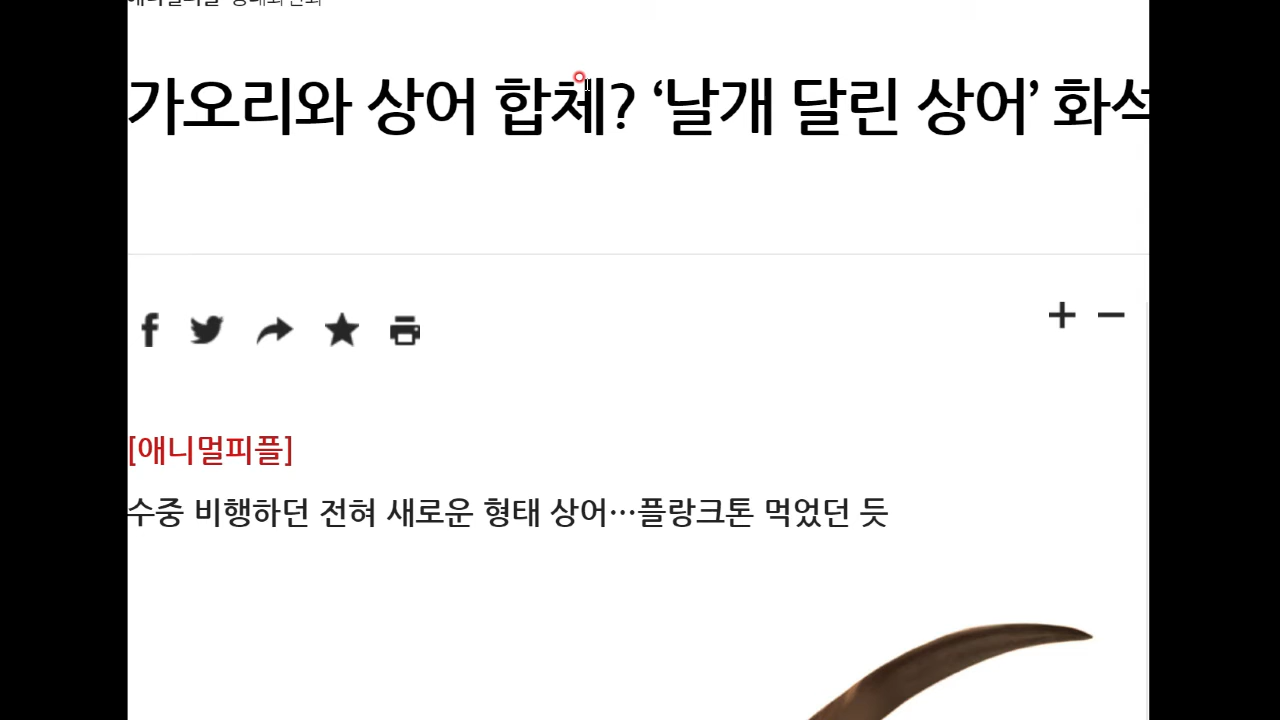 가오리와 상어 합체? ‘날개 달린 상어’ 화석
[애니멀피플]
수중 비행하던 전혀 새로운 형태 상어…플랑크톤 먹었던 듯